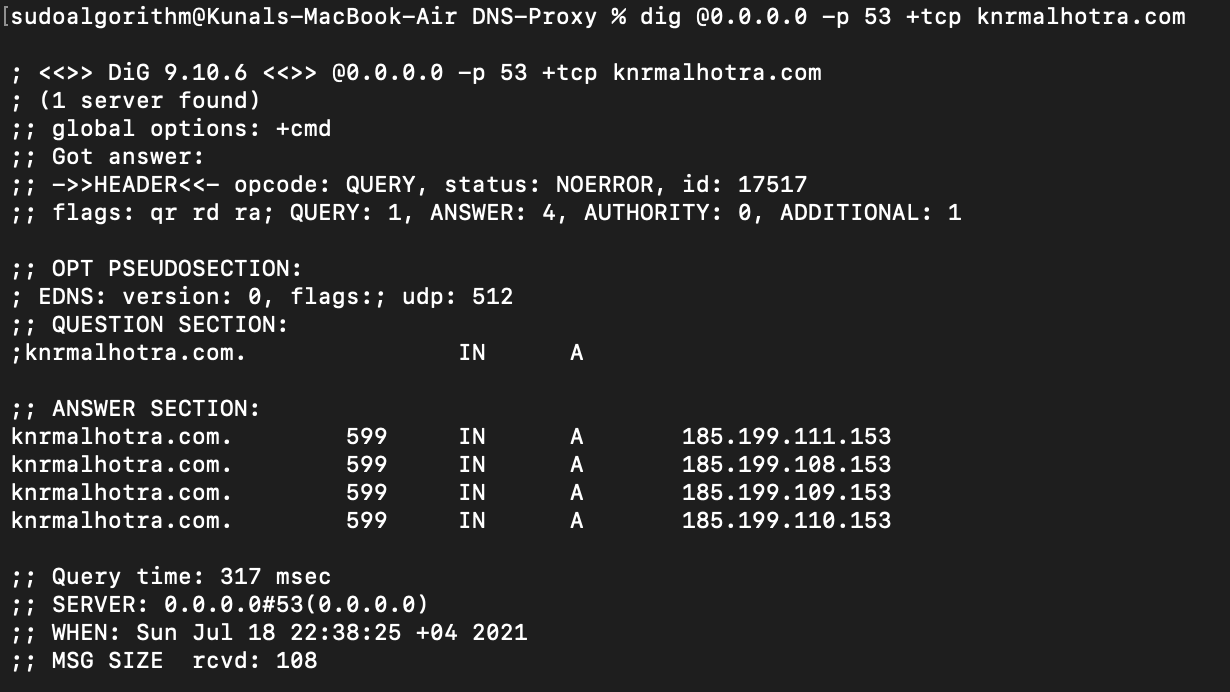 [sudoalgorithm@Kunals-MacBook-Air DNS-Proxy % dig @0.0.0.0 -p 53 +tcp knrmalhotra.com

; <<>> DiG 9.10.6 <<>> @0.0.0.0 -p 53 +tcp knrmalhotra.com
; (1 server found)
;; global options: +cmd
;; Got answer:
;; ->>HEADER<<- opcode: QUERY, status: NOERROR, id: 17517
;; flags: qr rd ra; QUERY: 1, ANSWER: 4, AUTHORITY: 0, ADDITIONAL: 1

;; OPT PSEUDOSECTION:
; EDNS: version: 0, flags:; udp: 512
;; QUESTION SECTION:
;knrmalhotra.com.		IN	A

;; ANSWER SECTION:
knrmalhotra.com.	599	IN	A	185.199.111.153
knrmalhotra.com.	599	IN	A	185.199.108.153
knrmalhotra.com.	599	IN	A	185.199.109.153
knrmalhotra.com.	599	IN	A	185.199.110.153

;; Query time: 317 msec
;; SERVER: 0.0.0.0#53(0.0.0.0)
;; WHEN: Sun Jul 18 22:38:25 +04 2021
;; MSG SIZE  rcvd: 108